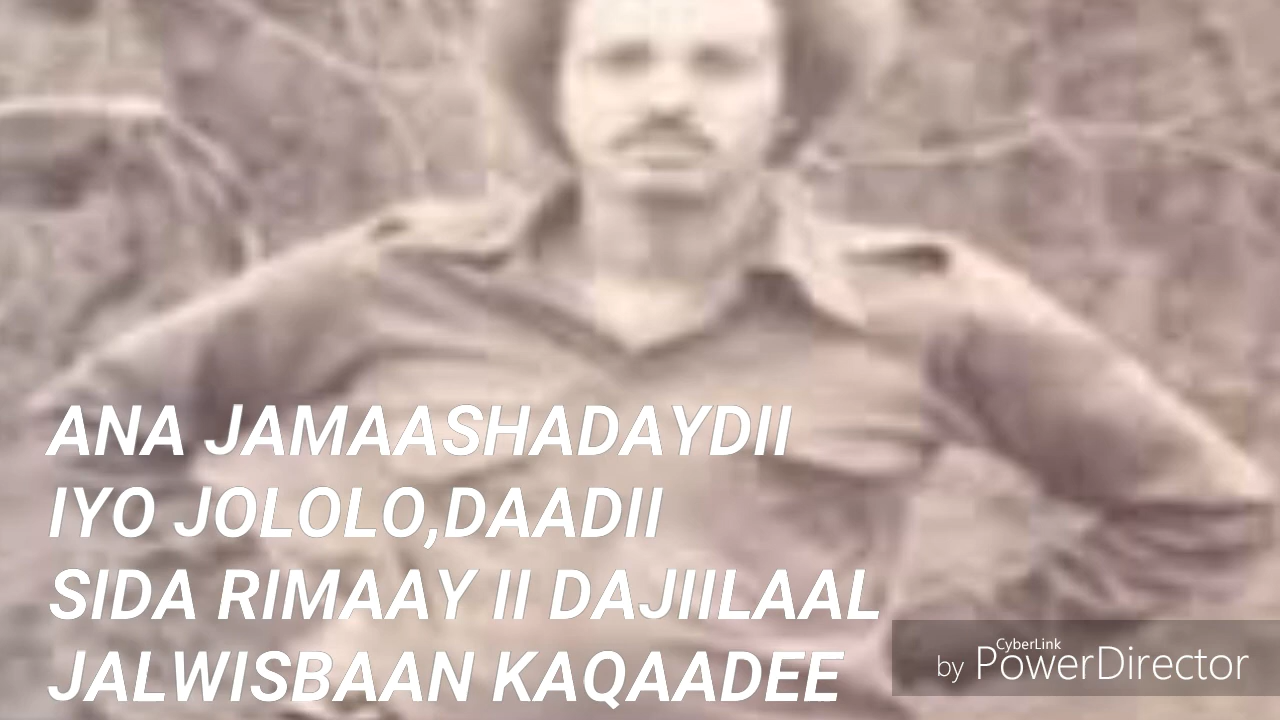 ANA JAMAASHADAYDII
IYO JOLOLO,DAADII
SIDA RIMAAY II DAJIILAAL
JALWISBAAN KAQAADEE
CyberLink
by PowerDirector